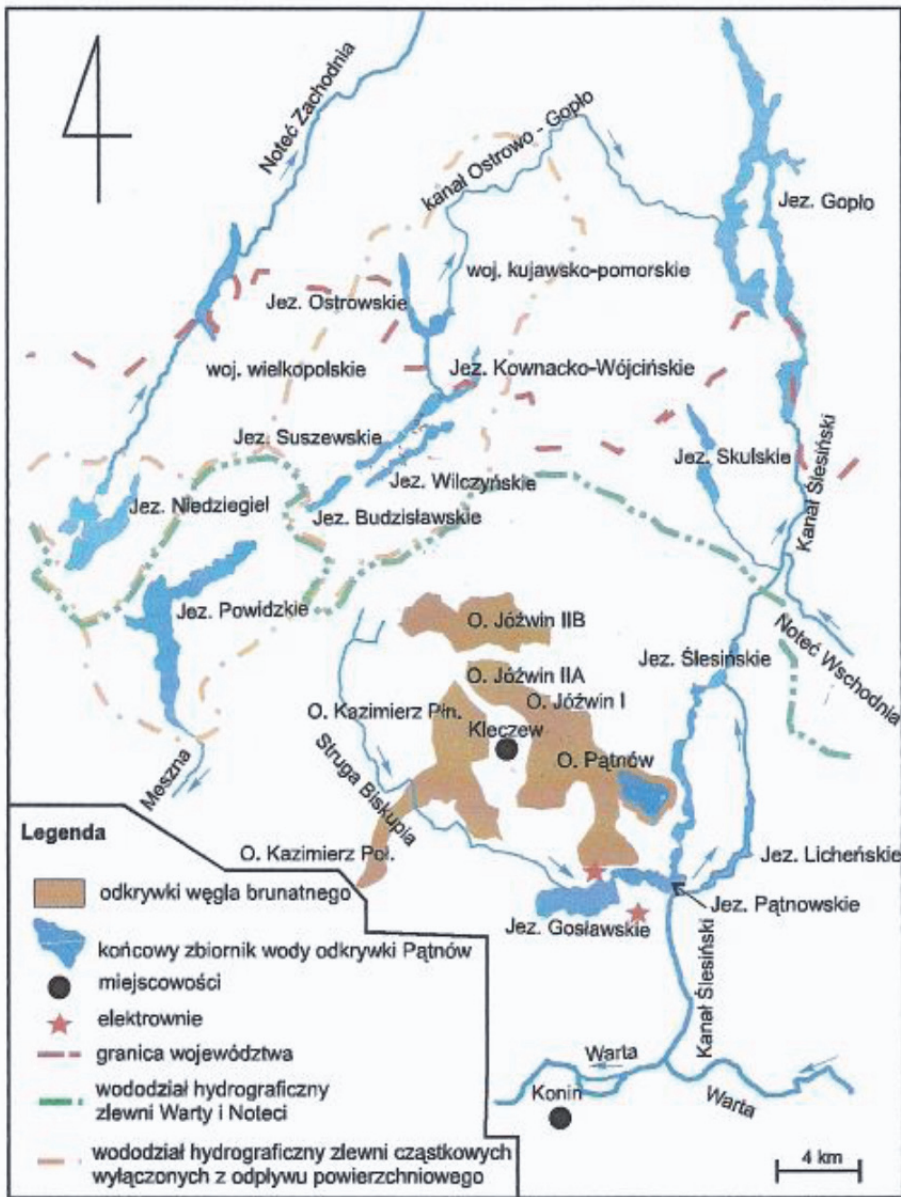 Noteć Zachodnia
kanał Ostrowo - Gopło
Jez. Gopło
woj. kujawsko-pomorskie
Jez. Ostrowskie
woj. wielkopolskie
Jez. Kownacko-Wójcińskie
Jez. Suszewskie
Jez. Skulskie
Kanał Ślesiński
Jez. Wilczyńskie
Jez. Niedziegiel
Jez. Budzisławskie
Jez. Powidzkie
O. Jóźwin IIB
Jez. Ślesińskie
Noteć Wschodnia
O. Jóźwin IIA
O. Jóźwin I
O. Kazimierz Płn.
Kleczew
O. Pątnów
Struga Biskupia
Meszna
O. Kazimierz Poł.
Jez. Licheńskie
Jez. Pątnowskie
Jez. Gosławskie
Kanał Ślesiński
Warta
Warta
Konin
4 km
Legenda
odkrywki węgla brunatnego
końcowy zbiornik wody odkrywki Pątnów
miejscowości
elektrownie
granica województwa
wododział hydrograficzny
zlewni Warty i Noteci
wododział hydrograficzny zlewni cząstkowych
wyłączonych z odpływu powierzchniowego